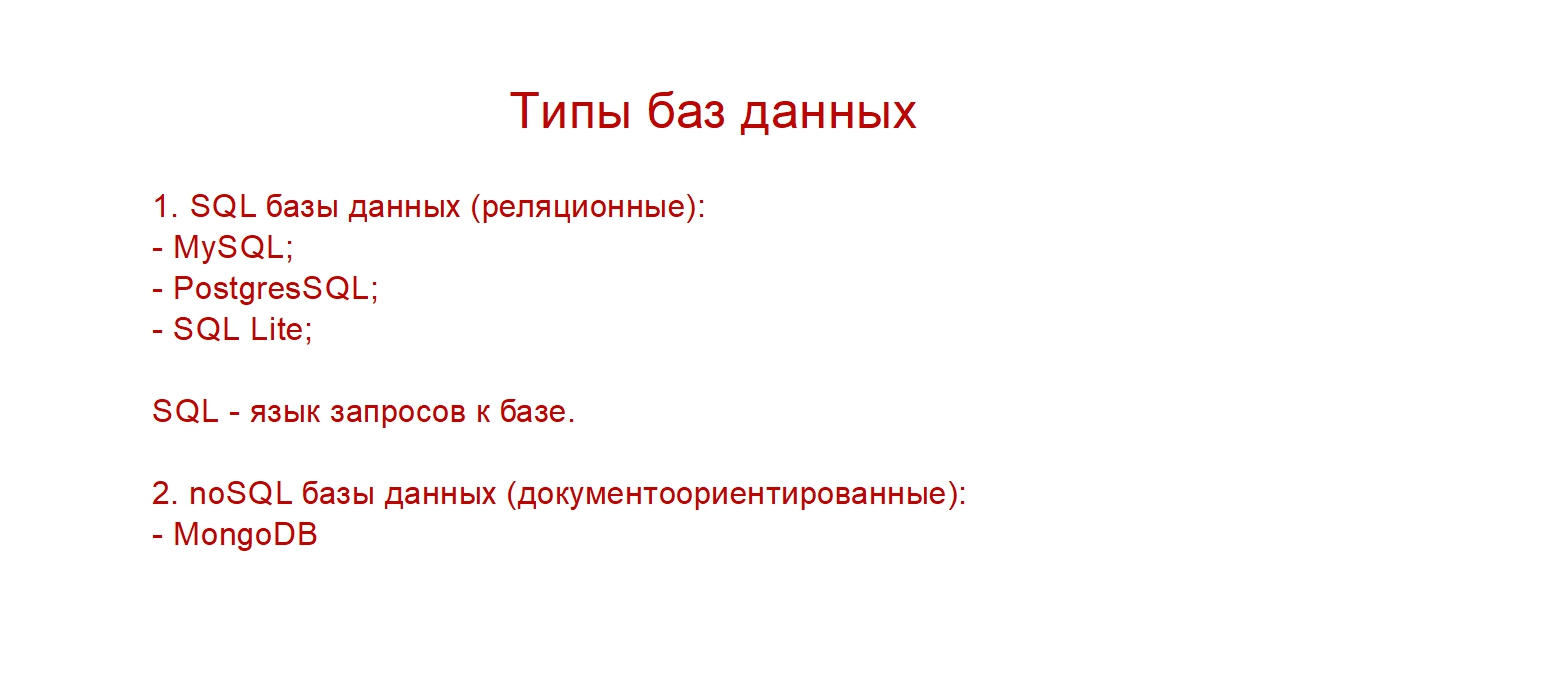 Типы баз данных
1. SQL базы данных (реляционные):
- MySQL;
- PostgresSQL;
- SQL Lite;
SQL - язык запросов к базе.
2. noSQL базы данных (документоориентированные):
- MongoDB